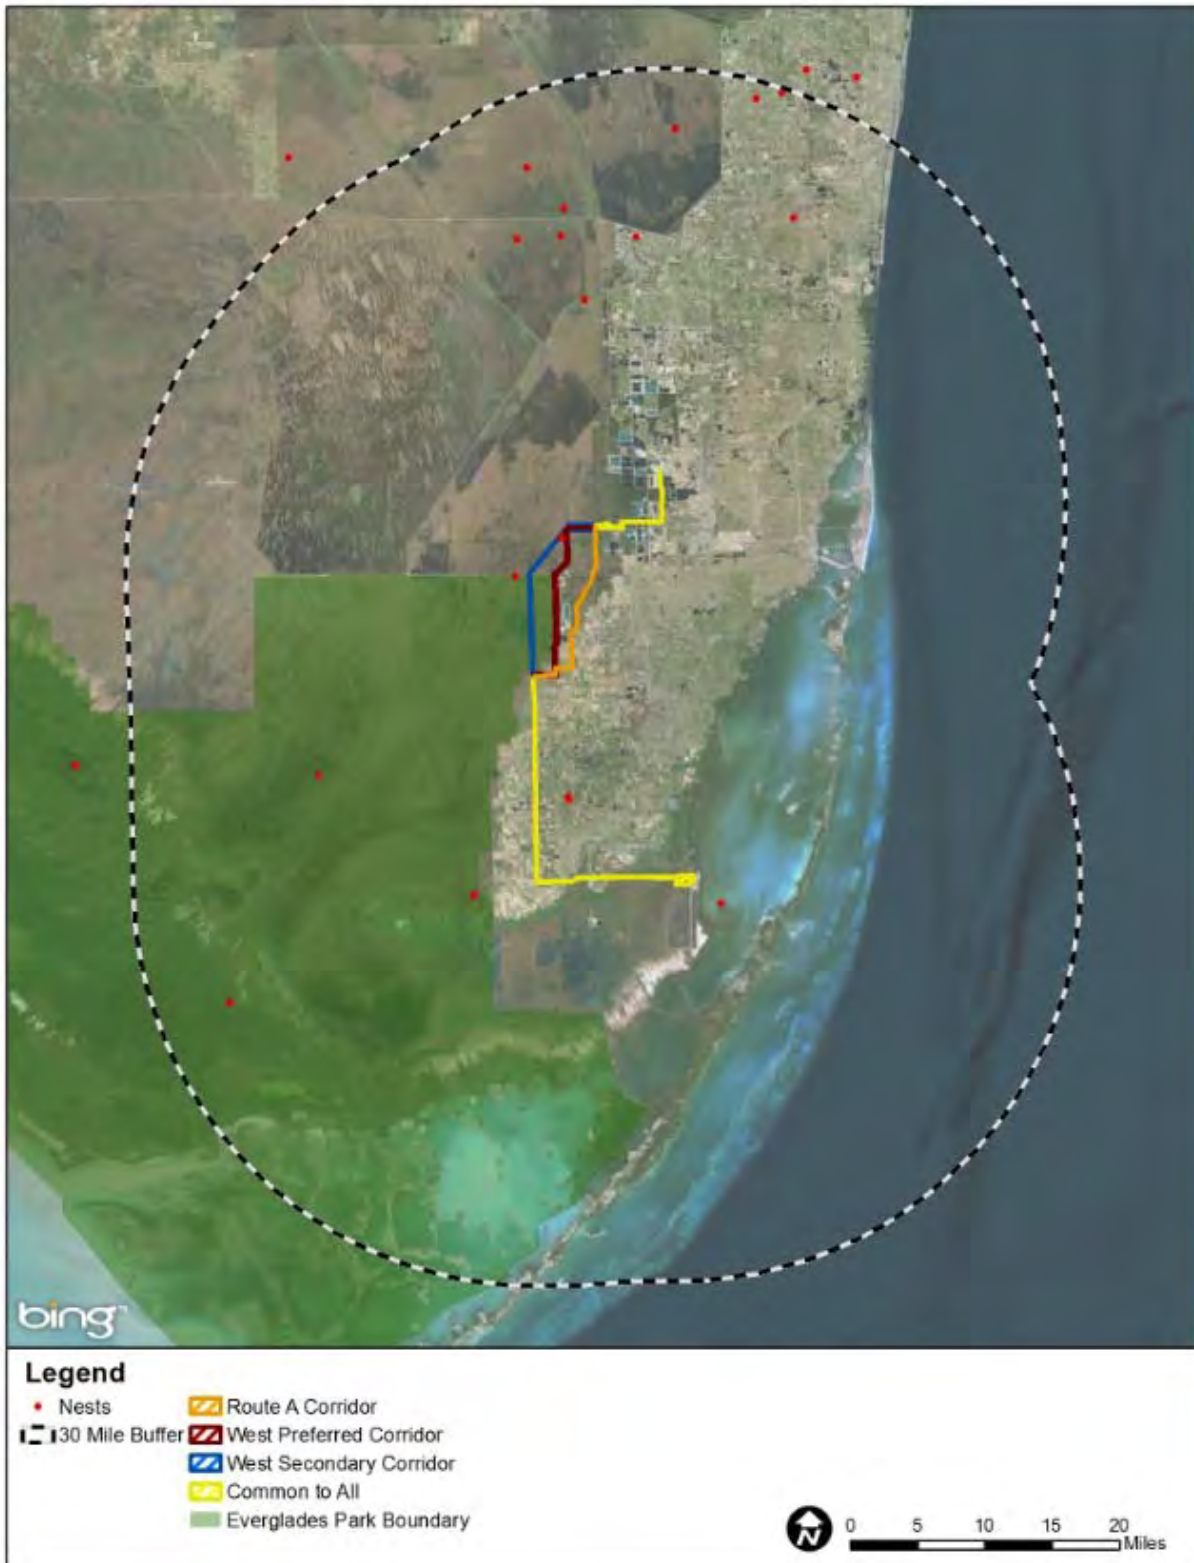 bing™
Legend
Nests
30 Mile Buffer
Route A Corridor
West Preferred Corridor
West Secondary Corridor
Common to All
Everglades Park Boundary
N
0 5 10 15 20
Miles